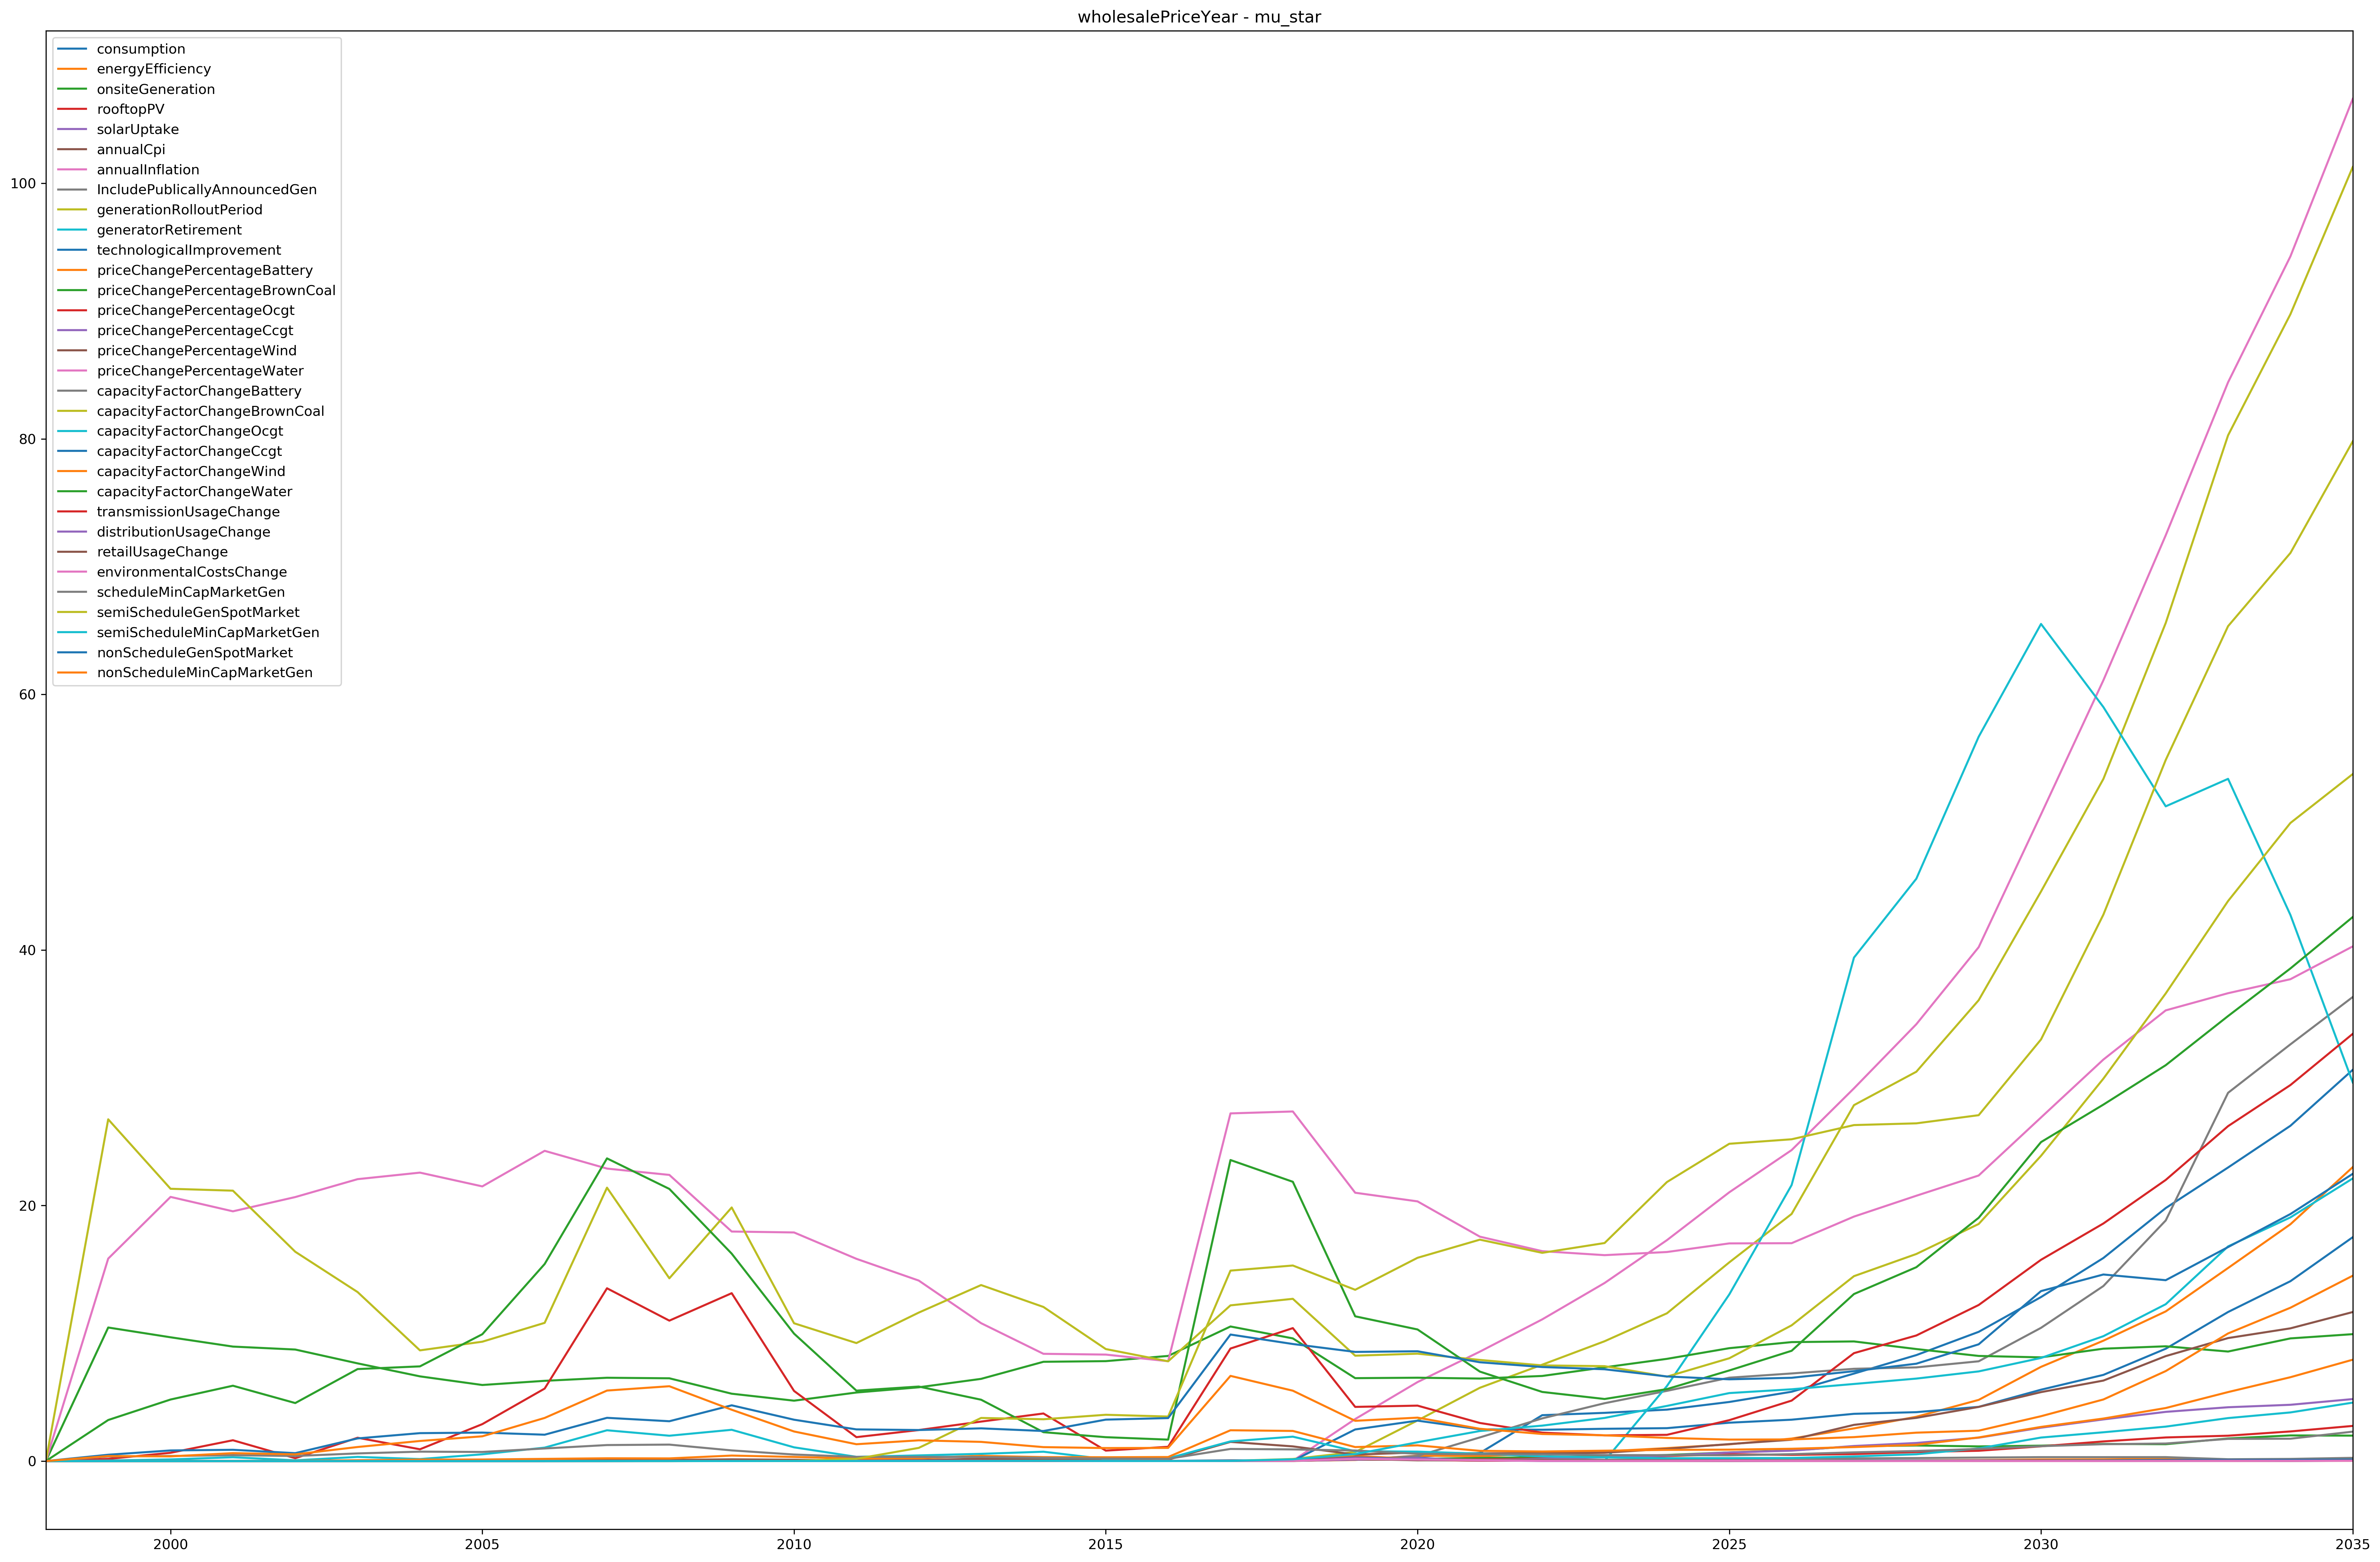 wholesalePriceYear - mu_star
consumption
energyEfficiency
onsiteGeneration
rooftopPV
solarUptake
annualCpi
annualInflation
IncludePublicallyAnnouncedGen
generationRolloutPeriod
generatorRetirement
technologicalImprovement
priceChangePercentageBattery
priceChangePercentageBrownCoal
priceChangePercentageOcgt
priceChangePercentageCcgt
priceChangePercentageWind
priceChangePercentageWater
capacityFactorChangeBattery
capacityFactorChangeBrownCoal
capacityFactorChangeOcgt
capacityFactorChangeCcgt
capacityFactorChangeWind
capacityFactorChangeWater
transmissionUsageChange
distributionUsageChange
retailUsageChange
environmentalCostsChange
scheduleMinCapMarketGen
semiScheduleGenSpotMarket
semiScheduleMinCapMarketGen
nonScheduleGenSpotMarket
nonScheduleMinCapMarketGen
100
80
60
40
20
0
2000 2005 2010 2015 2020 2025 2030 2035